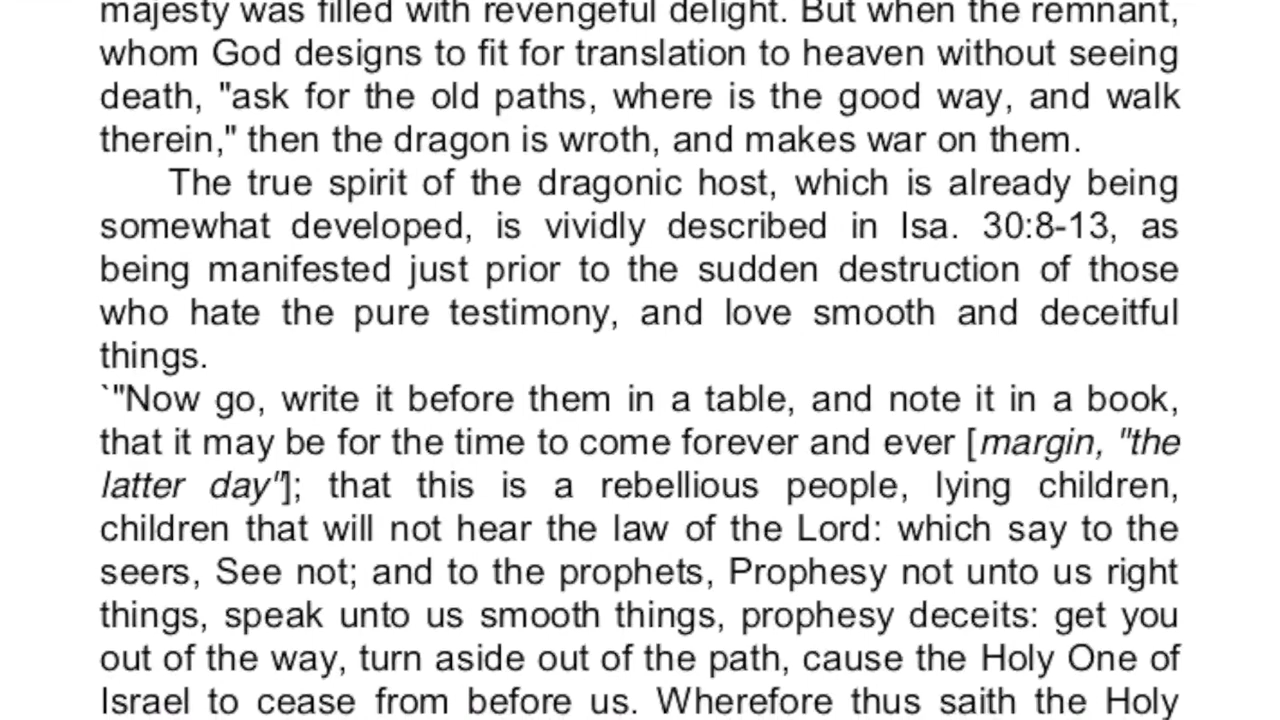 majesty was filled with revengeful delight. But when the remnant,
whom God designs to fit for translation to heaven without seeing
death, "ask for the old paths, where is the good way, and walk
therein," then the dragon is wroth, and makes war on them.
The true spirit of the dragonic host, which is already being
somewhat developed, is vividly described in Isa. 30:8-13, as
being manifested just prior to the sudden destruction of those
who hate the pure testimony, and love smooth and deceitful
things.
`"Now go, write it before them in a table, and note it in a book,
that it may be for the time to come forever and ever [margin, "the
latter day"]; that this is a rebellious people, lying children,
children that will not hear the law of the Lord: which say to the
seers, See not; and to the prophets, Prophesy not unto us right
things, speak unto us smooth things, prophesy deceits: get you
out of the way, turn aside out of the path, cause the Holy One of
Israel to cease from before us. Wherefore thus saith the Holy